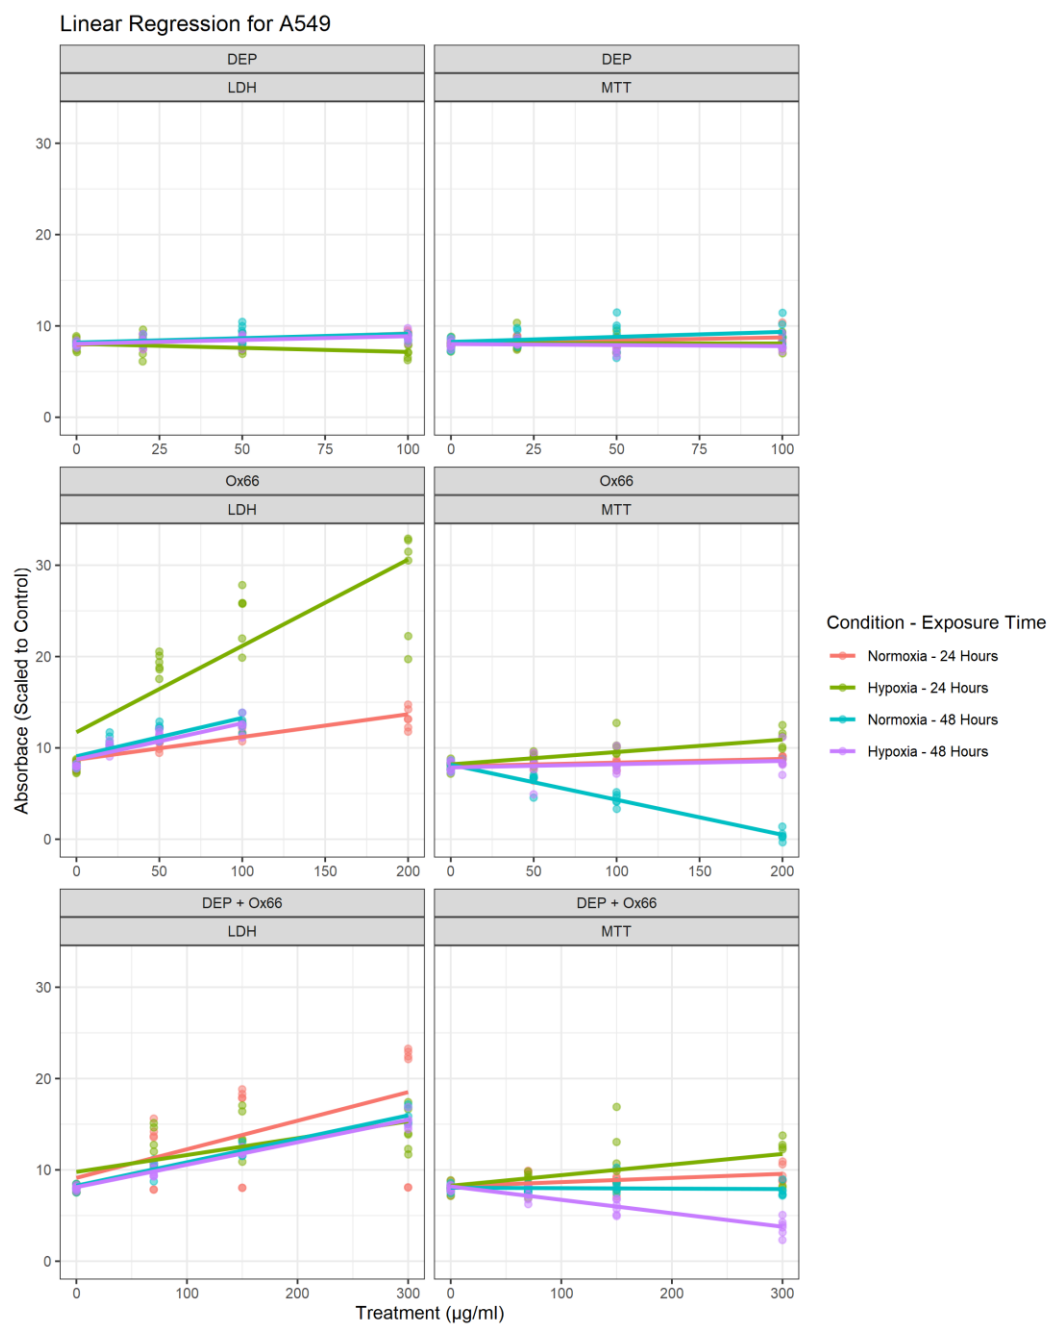 Linear Regression for A549
DEP
DEP
LDH
MTT
30
20
10
0
0 25 50 75 100
0 25 50 75 100
Ox66
Ox66
LDH
MTT
30
20
10
0
0 50 100 150 200
0 50 100 150 200
DEP + Ox66
DEP + Ox66
LDH
MTT
30
20
10
0
0 100 200 300
0 100 200 300
Absorbace (Scaled to Control)
Treatment (µg/ml)
Condition - Exposure Time
Normoxia - 24 Hours
Hypoxia - 24 Hours
Normoxia - 48 Hours
Hypoxia - 48 Hours